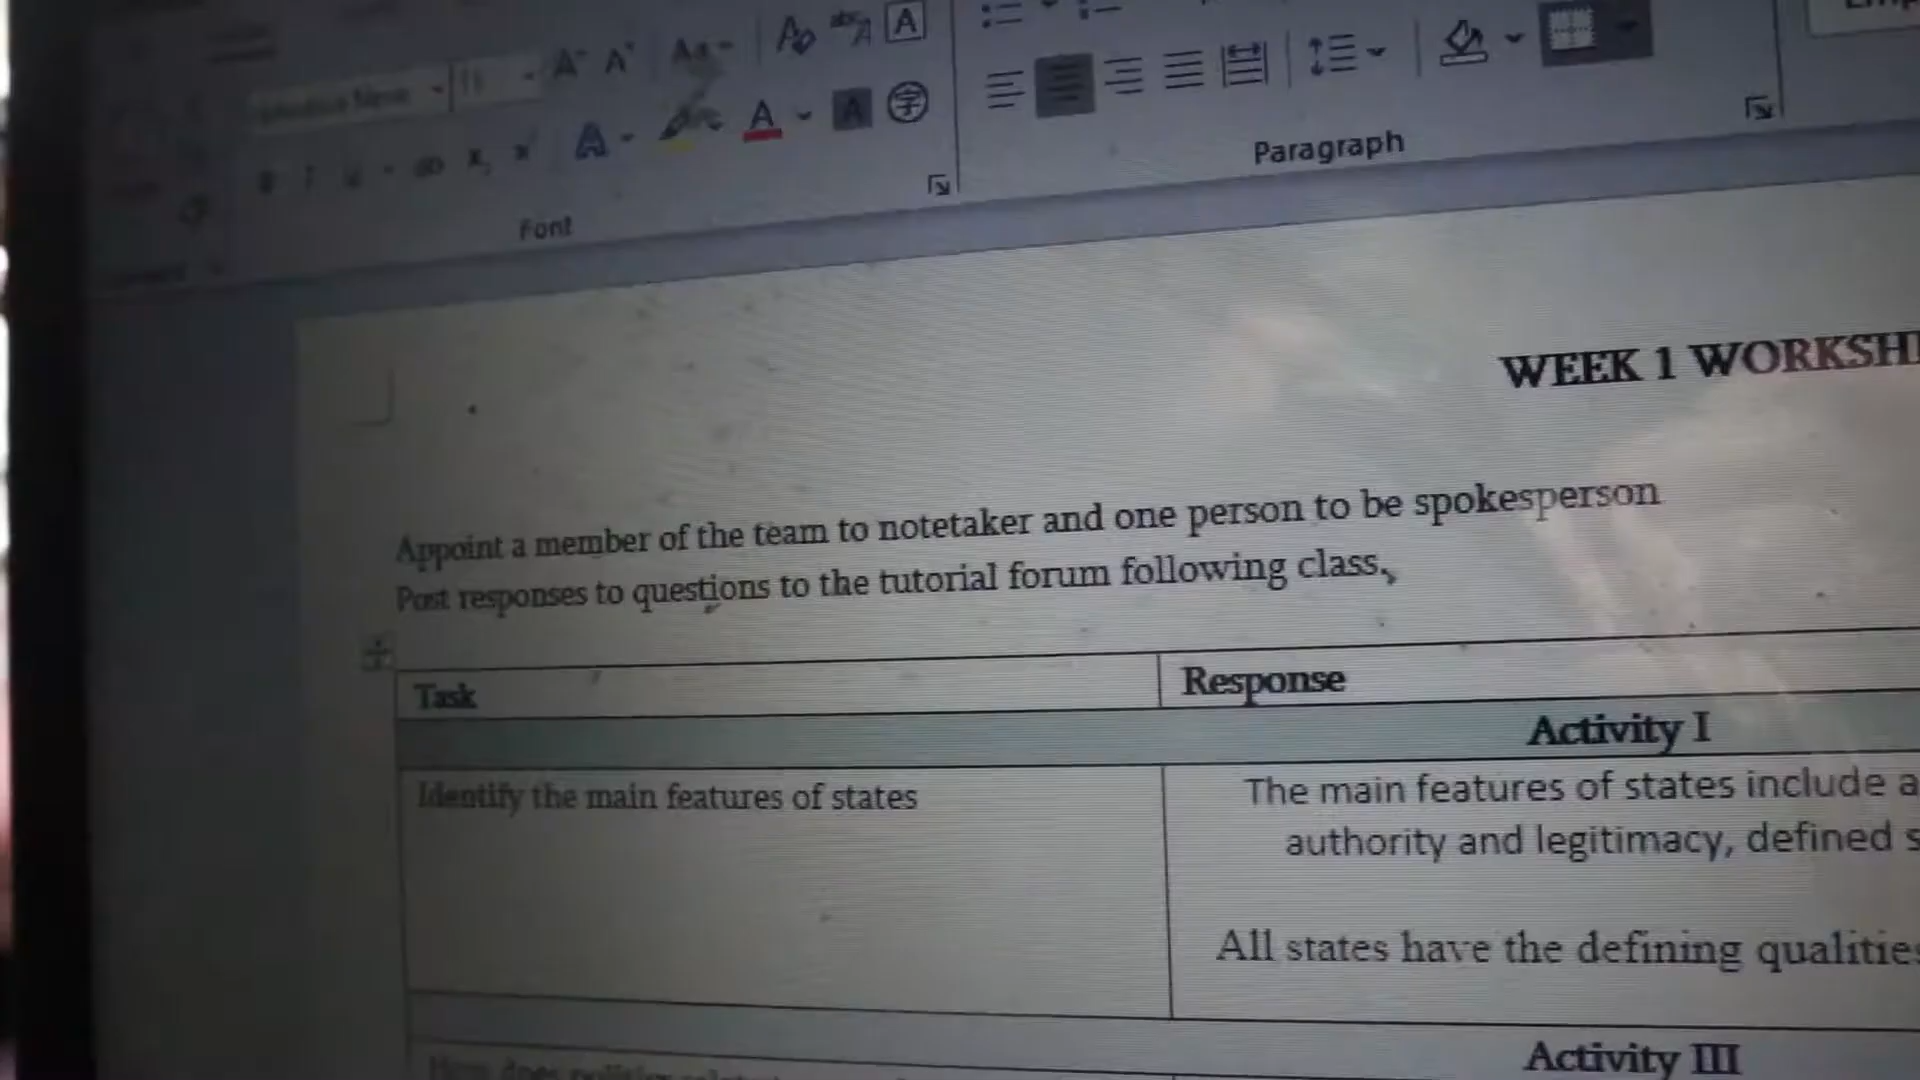 Font
Paragraph
WEEK 1 WORKSH
Appoint a member of the team to notetaker and one person to be spokesperson
Post responses to questions to the tutorial forum following class.
Task
Response
Activity I
Identify the main features of states
The main features of states include a
authority and legitimacy, defined s
All states have the defining qualities
Activity III